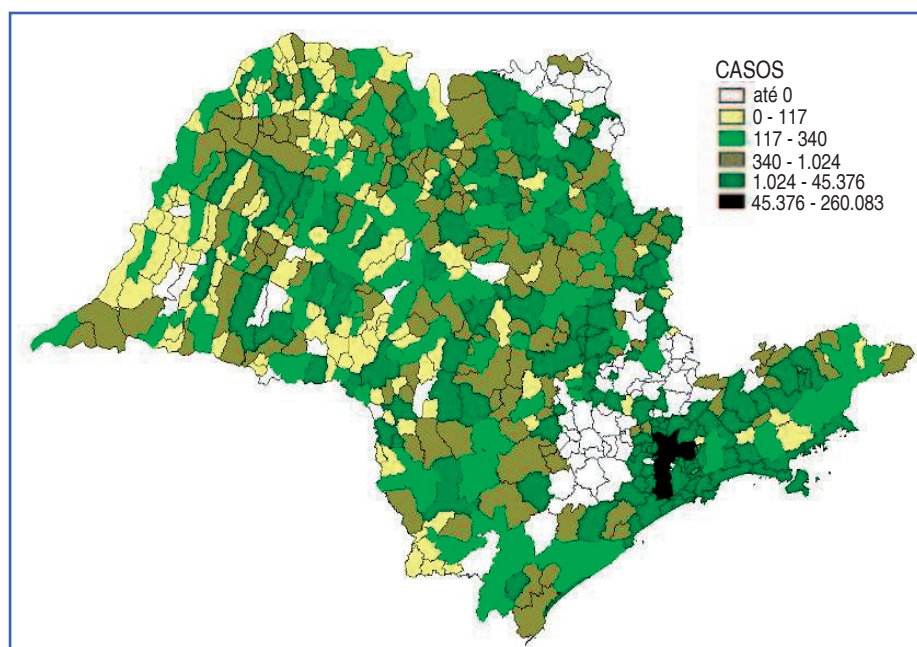 CASOS
até 0
0 - 117
117 - 340
340 - 1.024
1.024 - 45.376
45.376 - 260.083